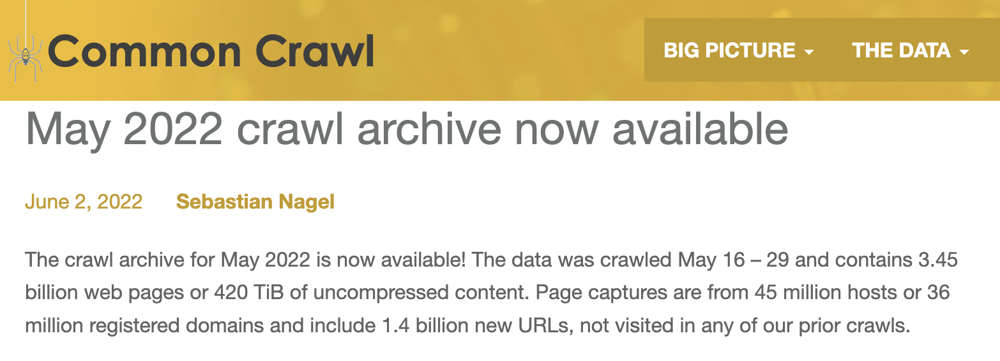 Common Crawl
BIG PICTURE
THE DATA
May 2022 crawl archive now available
June 2, 2022 Sebastian Nagel
The crawl archive for May 2022 is now available! The data was crawled May 16 – 29 and contains 3.45
billion web pages or 420 TiB of uncompressed content. Page captures are from 45 million hosts or 36
million registered domains and include 1.4 billion new URLs, not visited in any of our prior crawls.